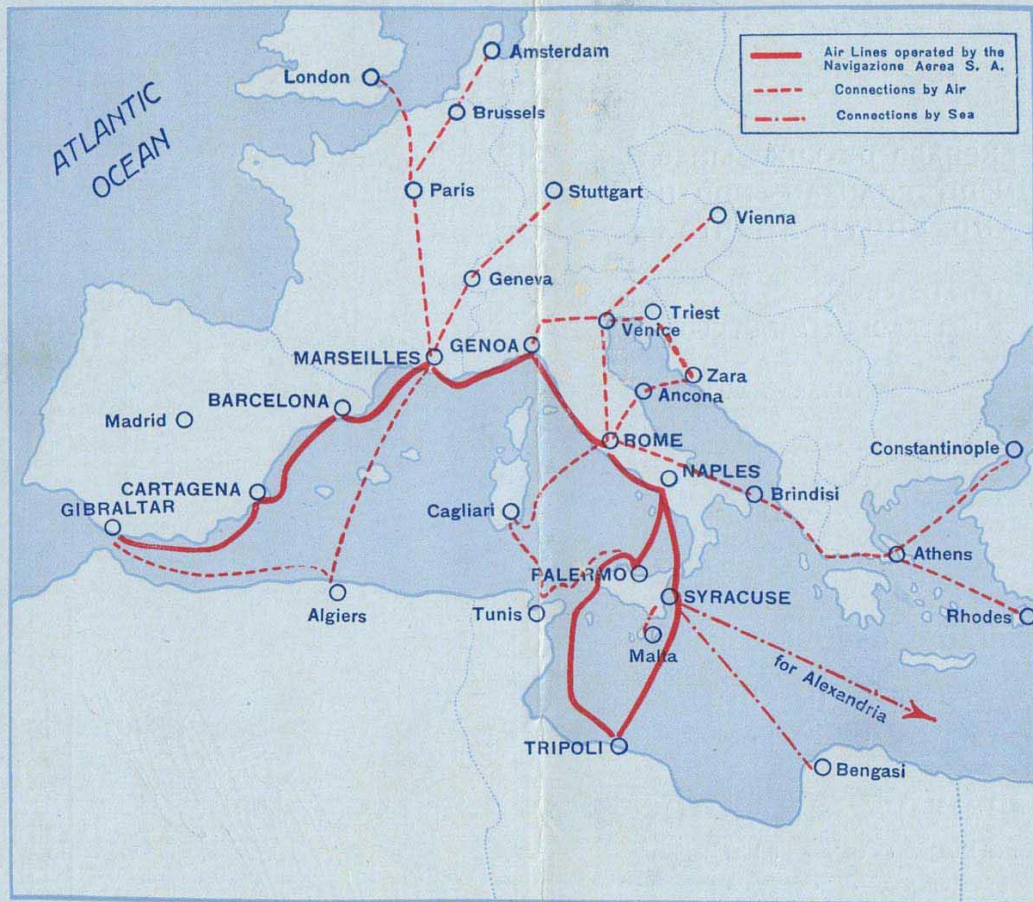 Amsterdam
London
Air Lines operated by the
Navigazione Aerea S. A.
Connections by Air
Connections by Sea
ATLANTIC
OCEAN
Brussels
Paris
Stuttgart
Vienna
Geneva
Triest
Venice
GENOA
MARSEILLES
Zara
Ancona
BARCELONA
Madrid
ROME
Constantinople
NAPLES
CARTAGENA
Brindisi
GIBRALTAR
Cagliari
Athens
PALERMO
SYRACUSE
Algiers
Tunis
Rhodes
Malta
for Alexandria
TRIPOLI
Bengasi